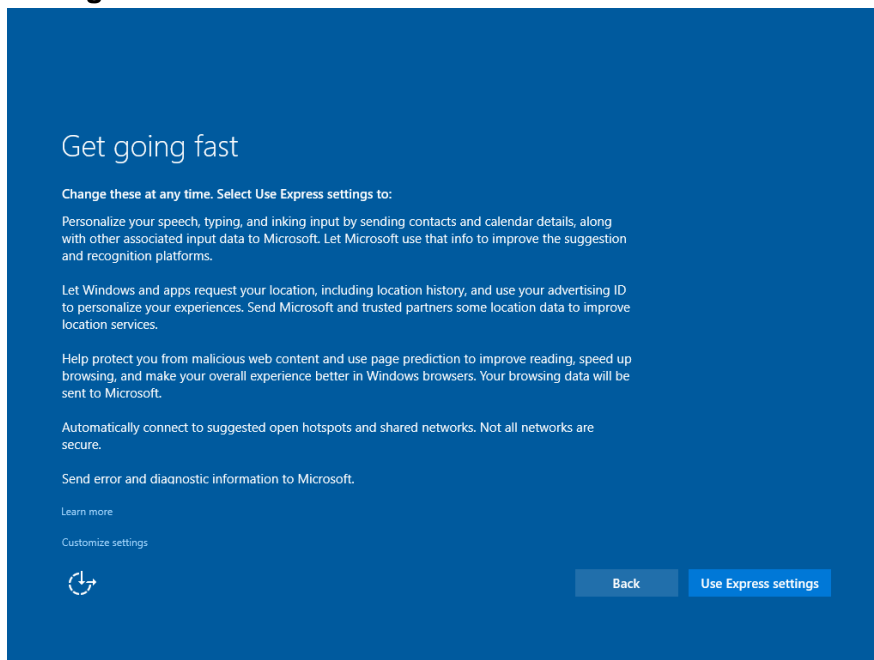 Get going fast
Change these at any time. Select Use Express settings to:
Personalize your speech, typing, and inking input by sending contacts and calendar details, along
with other associated input data to Microsoft. Let Microsoft use that info to improve the suggestion
and recognition platforms.
Let Windows and apps request your location, including location history, and use your advertising ID
to personalize your experiences. Send Microsoft and trusted partners some location data to improve
location services.
Help protect you from malicious web content and use page prediction to improve reading, speed up
browsing, and make your overall experience better in Windows browsers. Your browsing data will be
sent to Microsoft.
Automatically connect to suggested open hotspots and shared networks. Not all networks are
secure.
Send error and diagnostic information to Microsoft.
Learn more
Customize settings
Back Use Express settings